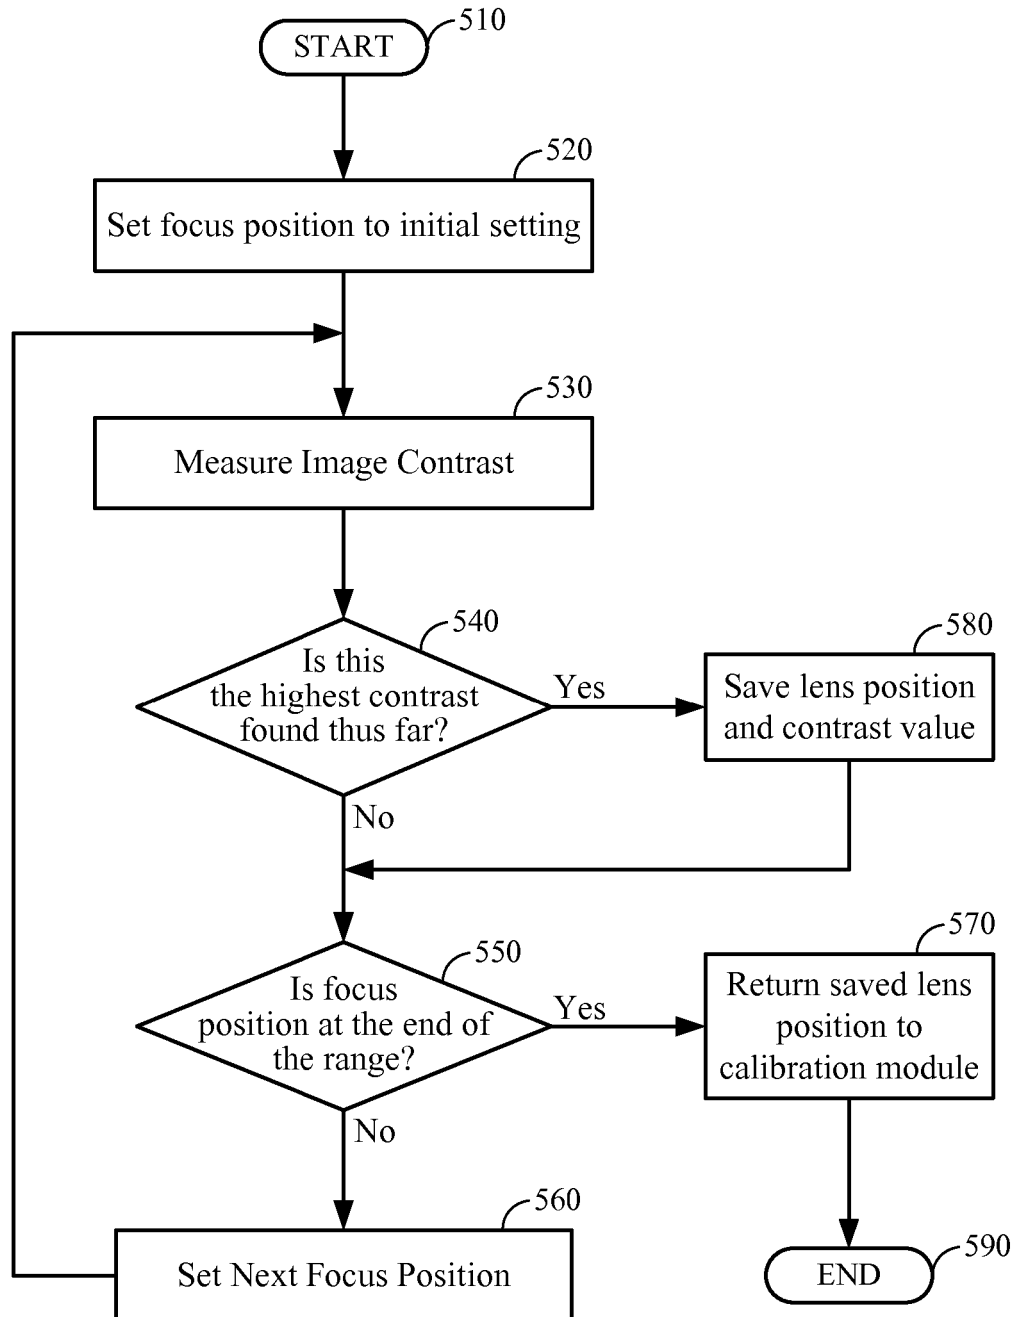 START
510
520
Set focus position to initial setting
530
Measure Image Contrast
540
Is this
the highest contrast
found thus far?
Yes
580
Save lens position
and contrast value
No
550
Is focus
position at the end of
the range?
Yes
570
Return saved lens
position to
calibration module
No
560
Set Next Focus Position
END
590